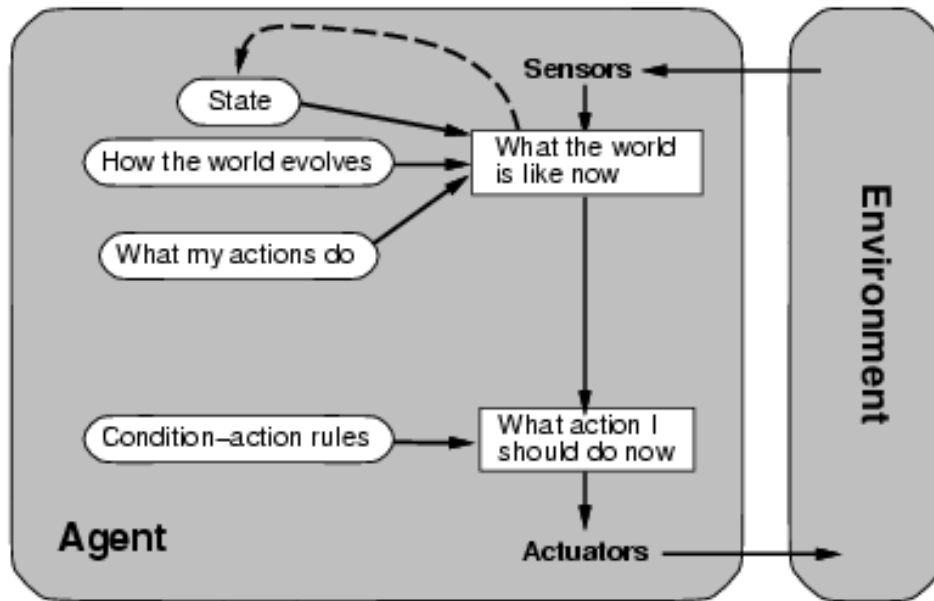 Sensors
State
What the world
is like now
How the world evolves
What my actions do
Condition–action rules
What action I
should do now
Agent
Actuators
Environment